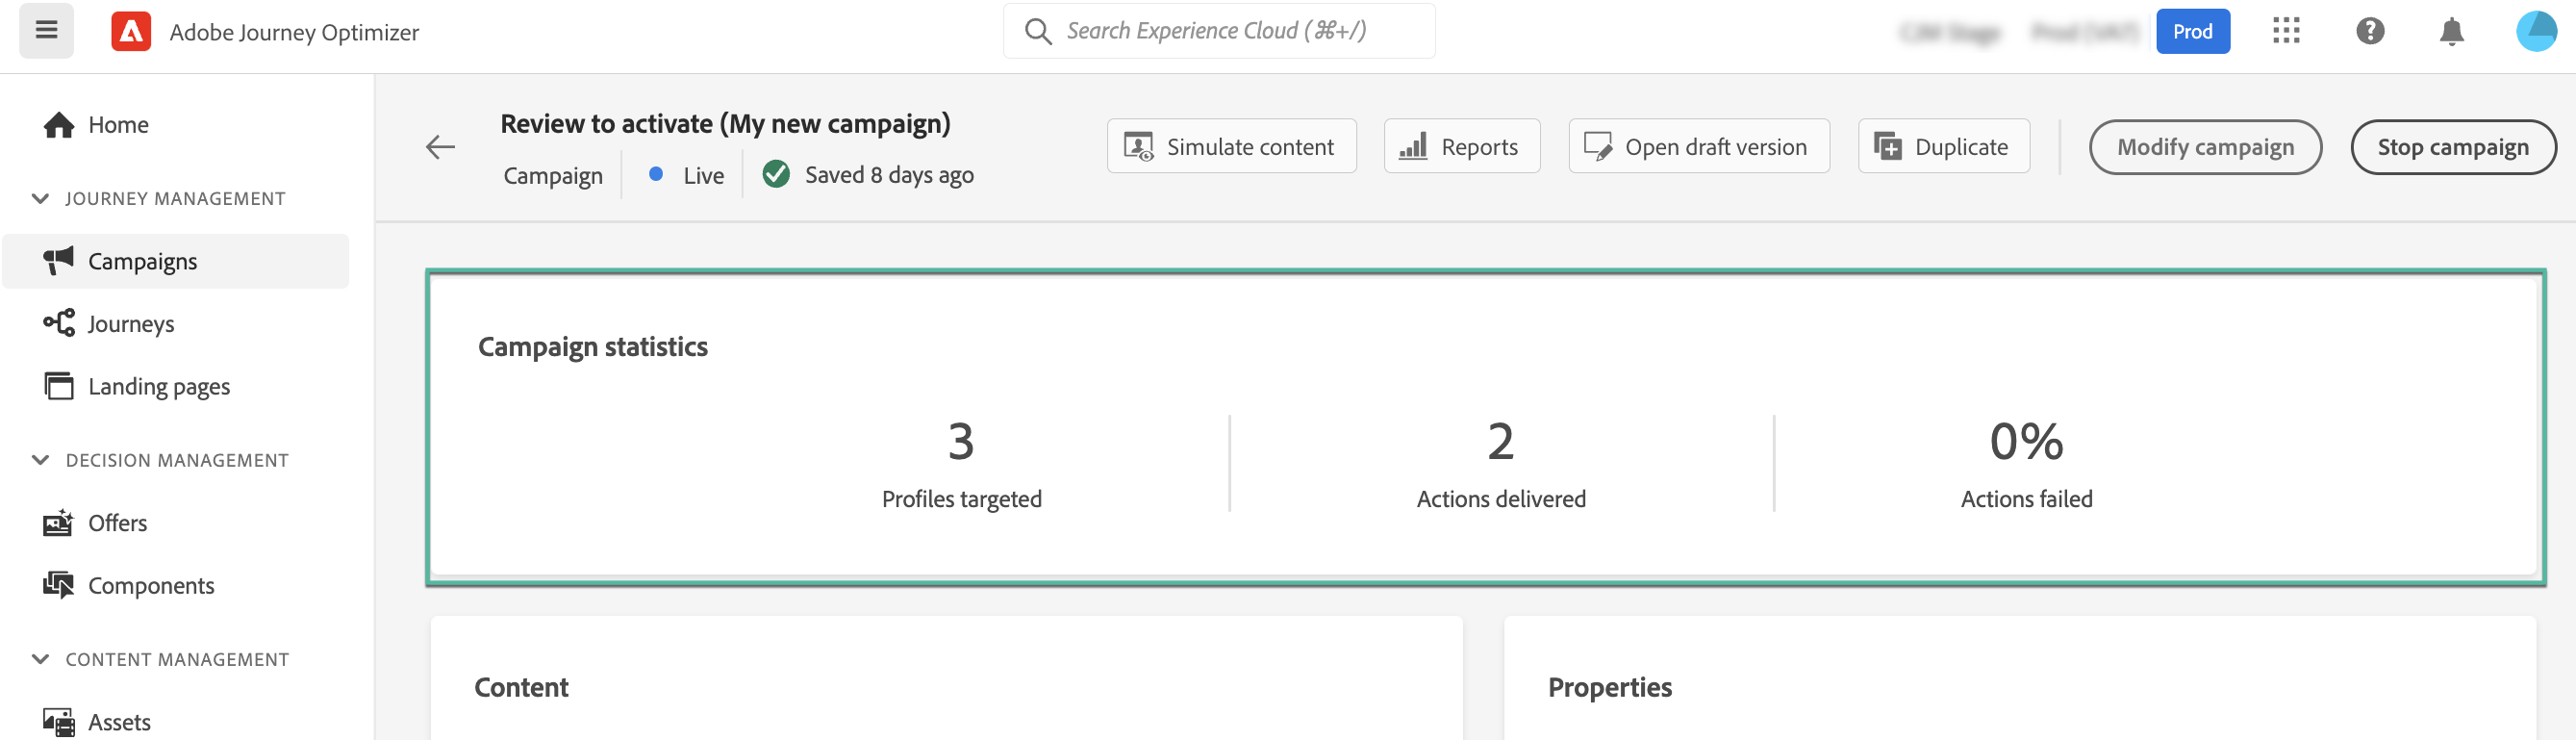 Adobe Journey Optimizer
Search Experience Cloud (⌘+/)
Prod
Home
JOURNEY MANAGEMENT
Campaigns
Journeys
Landing pages
DECISION MANAGEMENT
Offers
Components
CONTENT MANAGEMENT
Assets
Review to activate (My new campaign)
Campaign
Live
Saved 8 days ago
Simulate content
Reports
Open draft version
Duplicate
Modify campaign
Stop campaign
Campaign statistics
3
Profiles targeted
2
Actions delivered
0%
Actions failed
Content
Properties